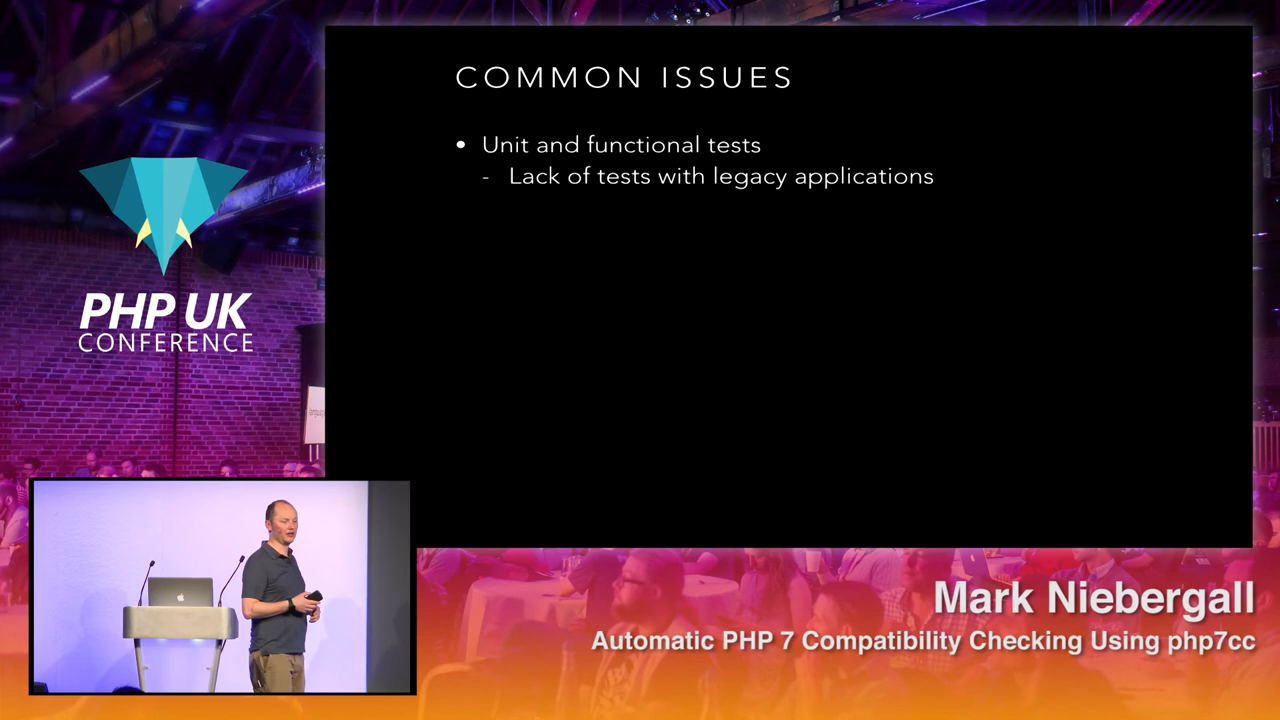 COMMON ISSUES
• Unit and functional tests
- Lack of tests with legacy applications
PHP UK
CONFERENCE
Mark Niebergall
Automatic PHP 7 Compatibility Checking Using php7cc